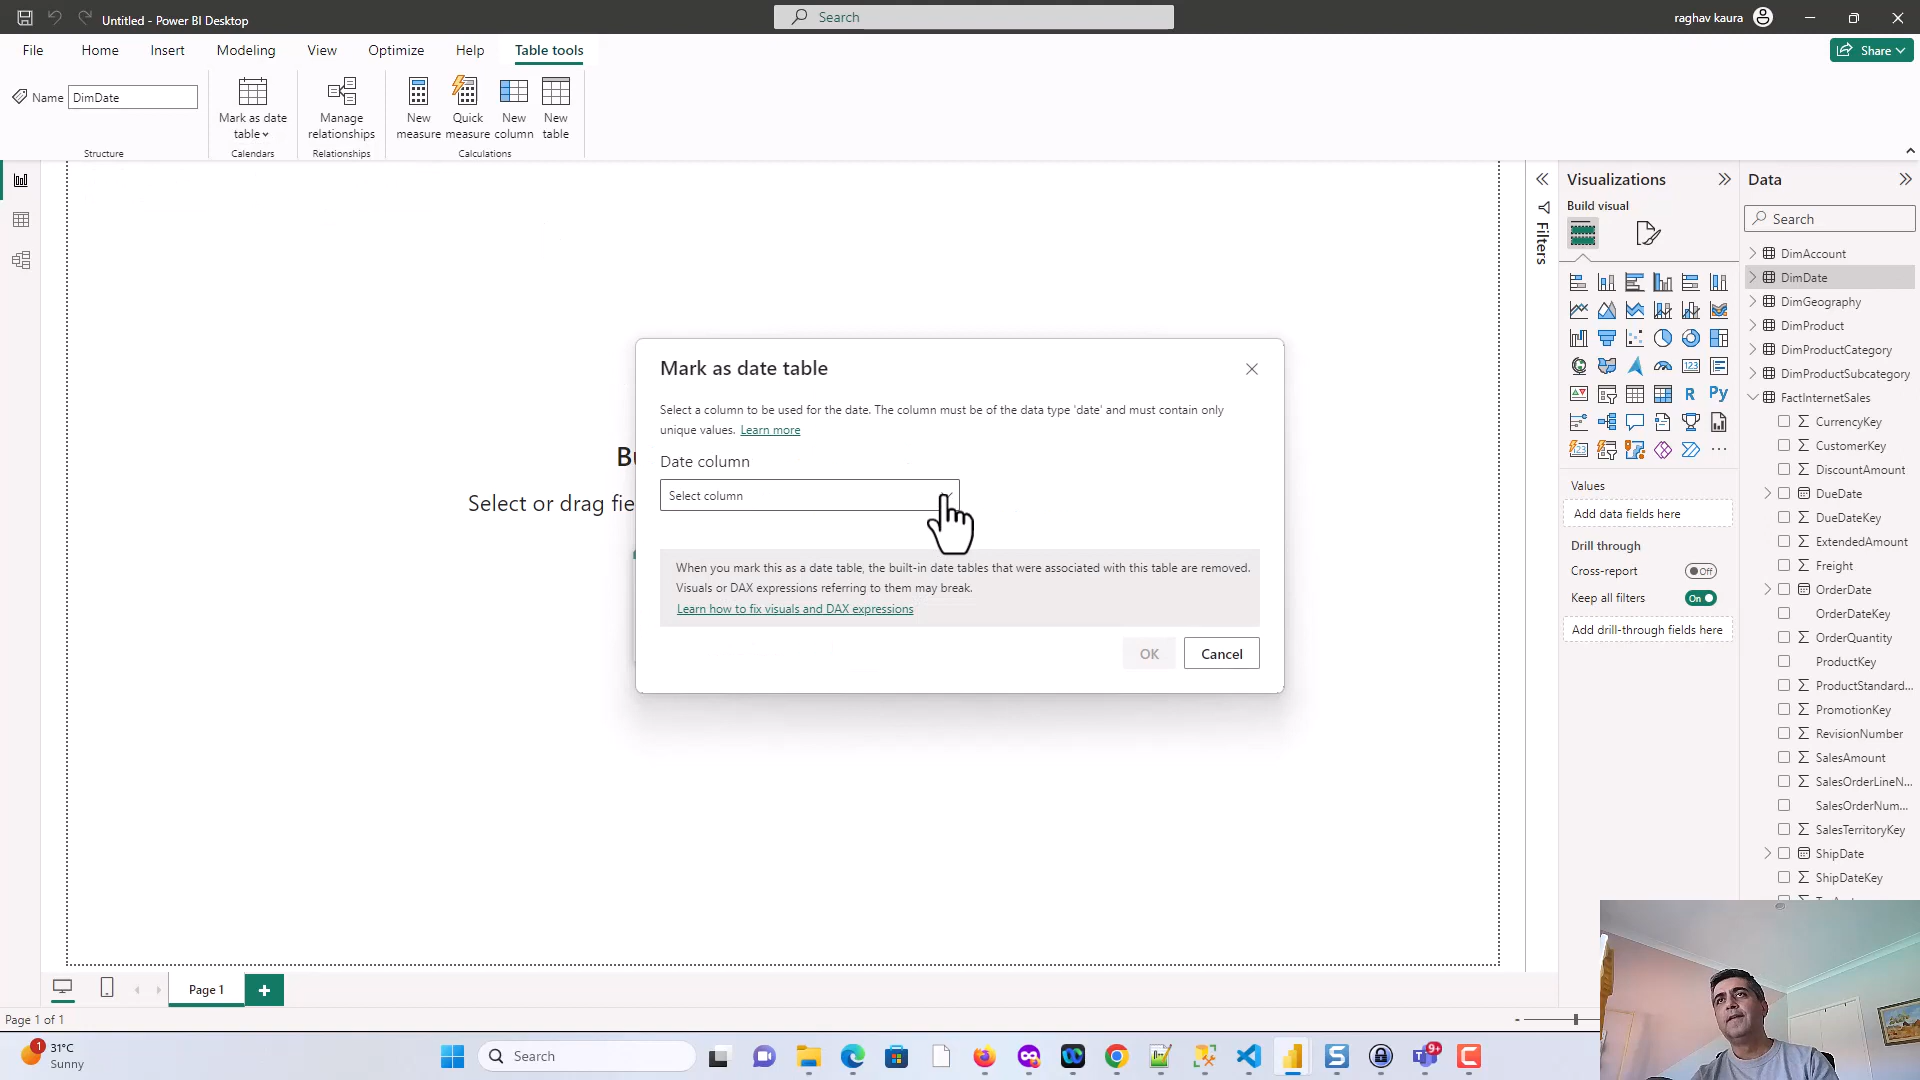 Untitled - Power BI Desktop
Search
raghav kaura
File
Home
Insert
Modeling
View
Optimize
Help
Table tools
Share
Name
DimDate
Mark as date
table
Manage
relationships
New
measure
Quick
measure
New
column
New
table
Structure
Calendars
Relationships
Calculations
Filters
Visualizations
Build visual
R
Py
123
Values
Add data fields here
Drill through
Cross-report
Off
Keep all filters
On
Add drill-through fields here
Data
Search
DimAccount
DimDate
DimGeography
DimProduct
DimProductCategory
DimProductSubcategory
FactInternetSales
CurrencyKey
CustomerKey
DiscountAmount
DueDate
DueDateKey
ExtendedAmount
Freight
OrderDate
OrderDateKey
OrderQuantity
ProductKey
ProductStandard...
PromotionKey
RevisionNumber
SalesAmount
SalesOrderLineN...
SalesOrderNum...
SalesTerritoryKey
ShipDate
ShipDateKey
Select or drag fie
Mark as date table
Select a column to be used for the date. The column must be of the data type 'date' and must contain only
unique values. Learn more
Date column
Select column
When you mark this as a date table, the built-in date tables that were associated with this table are removed.
Visuals or DAX expressions referring to them may break.
Learn how to fix visuals and DAX expressions
OK
Cancel
Page 1
Page 1 of 1
1
31°C
Sunny
Search
9+